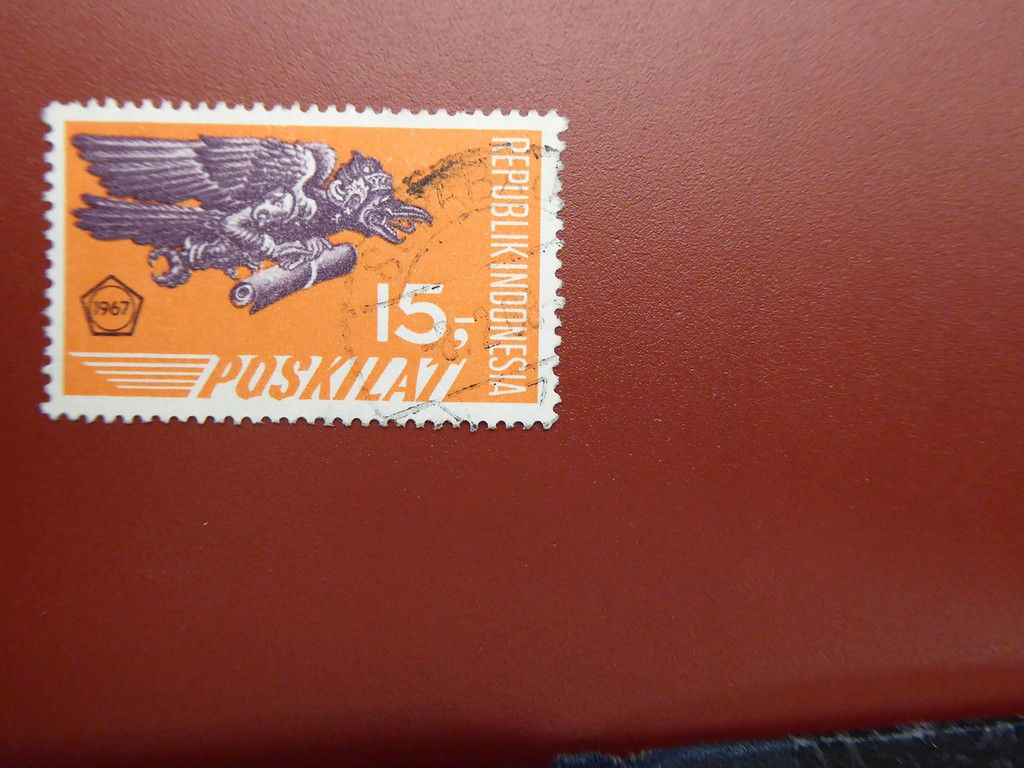 REPUBLIK INDONESIA
1967
15,-
POSKILAT